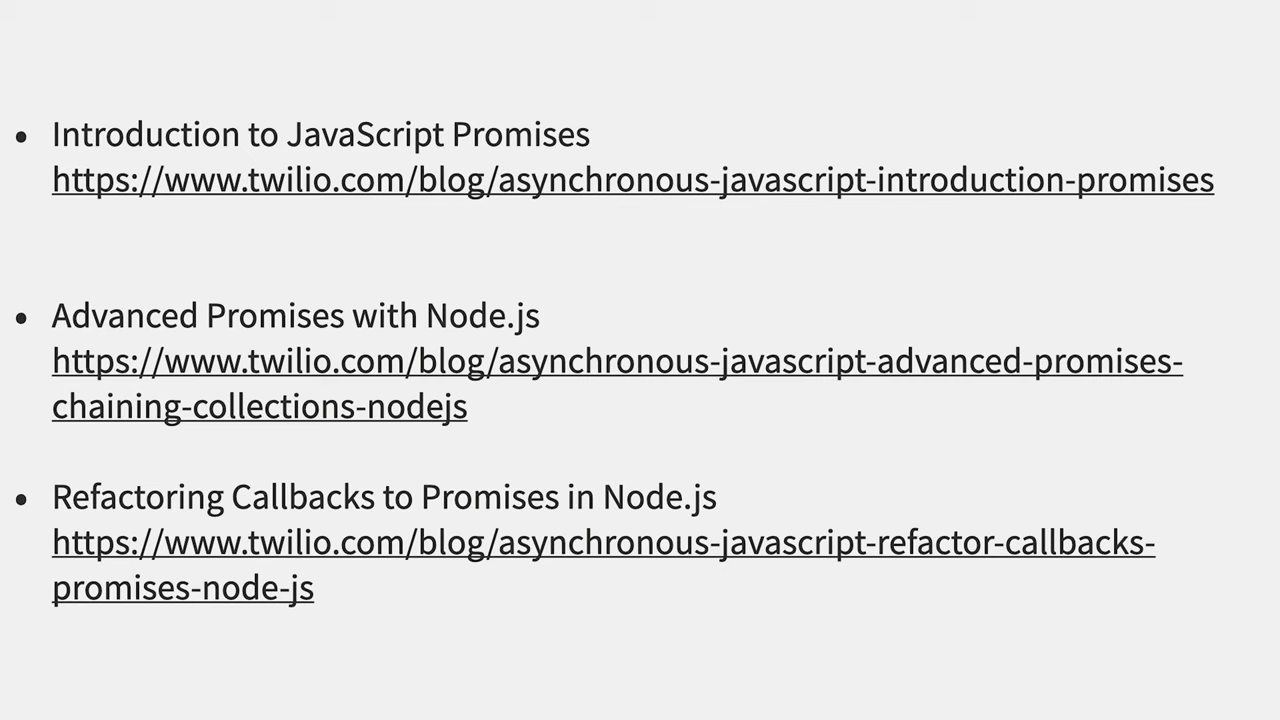 • Introduction to JavaScript Promises
https://www.twilio.com/blog/asynchronous-javascript-introduction-promises
• Advanced Promises with Node.js
https://www.twilio.com/blog/asynchronous-javascript-advanced-promises-
chaining-collections-nodejs
• Refactoring Callbacks to Promises in Node.js
https://www.twilio.com/blog/asynchronous-javascript-refactor-callbacks-
promises-node-js